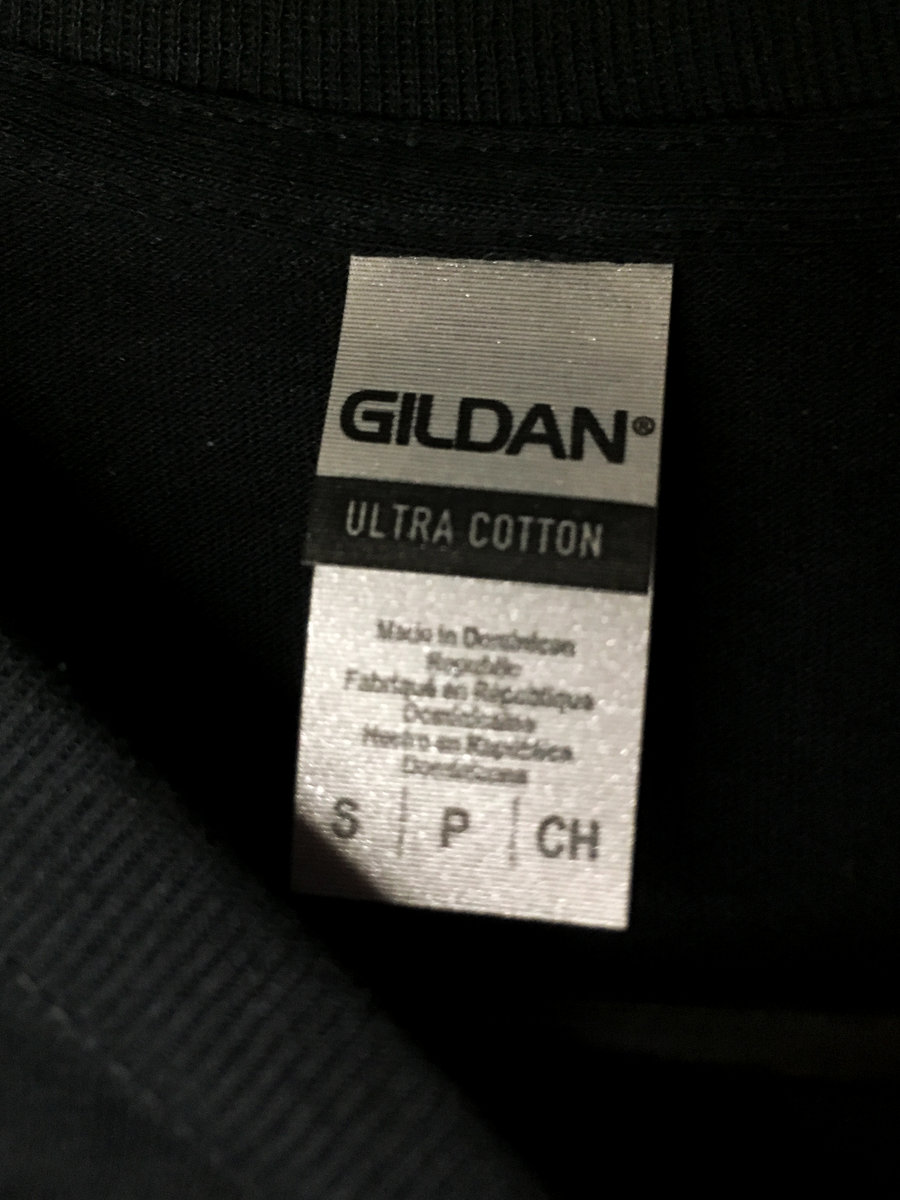 GILDAN®
ULTRA COTTON
Made in Dominican
Republic
Fabriqué en République
Dominicaine
Hecho en República
Dominicana
S | P | CH